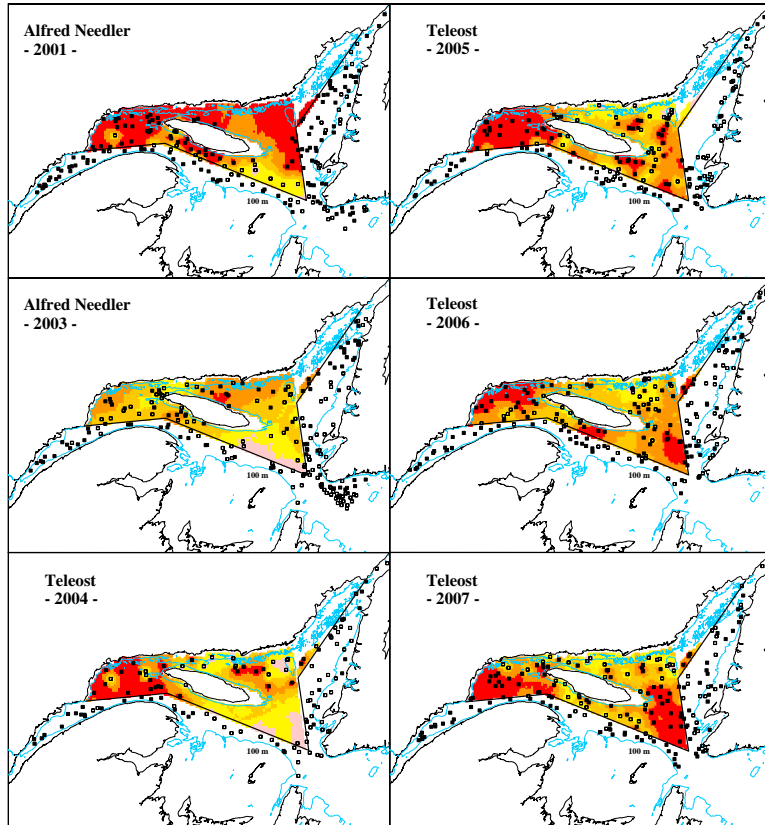 Alfred Needler
- 2001 -
100 m
Teleost
- 2005 -
100 m
Alfred Needler
- 2003 -
100 m
Teleost
- 2006 -
100 m
Teleost
- 2004 -
100 m
Teleost
- 2007 -
100 m